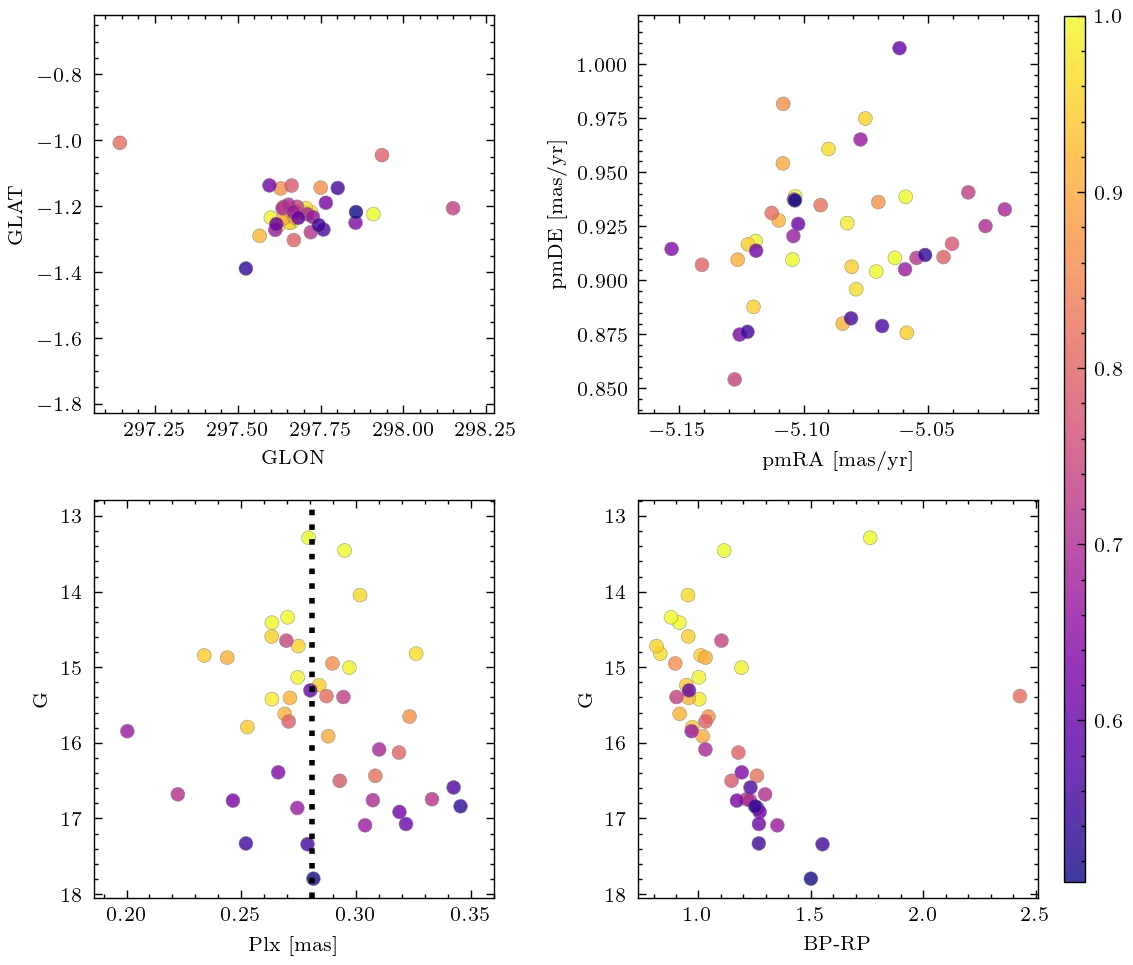 −0.8
−1.0
−1.2
−1.4
−1.6
−1.8
GLAT
297.25 297.50 297.75 298.00 298.25
GLON
1.000
0.975
0.950
0.925
0.900
0.875
0.850
pmDE [mas/yr]
−5.15 −5.10 −5.05
pmRA [mas/yr]
13
14
15
16
17
18
G
0.20 0.25 0.30 0.35
Plx [mas]
13
14
15
16
17
18
G
1.0 1.5 2.0 2.5
BP-RP
1.0
0.9
0.8
0.7
0.6